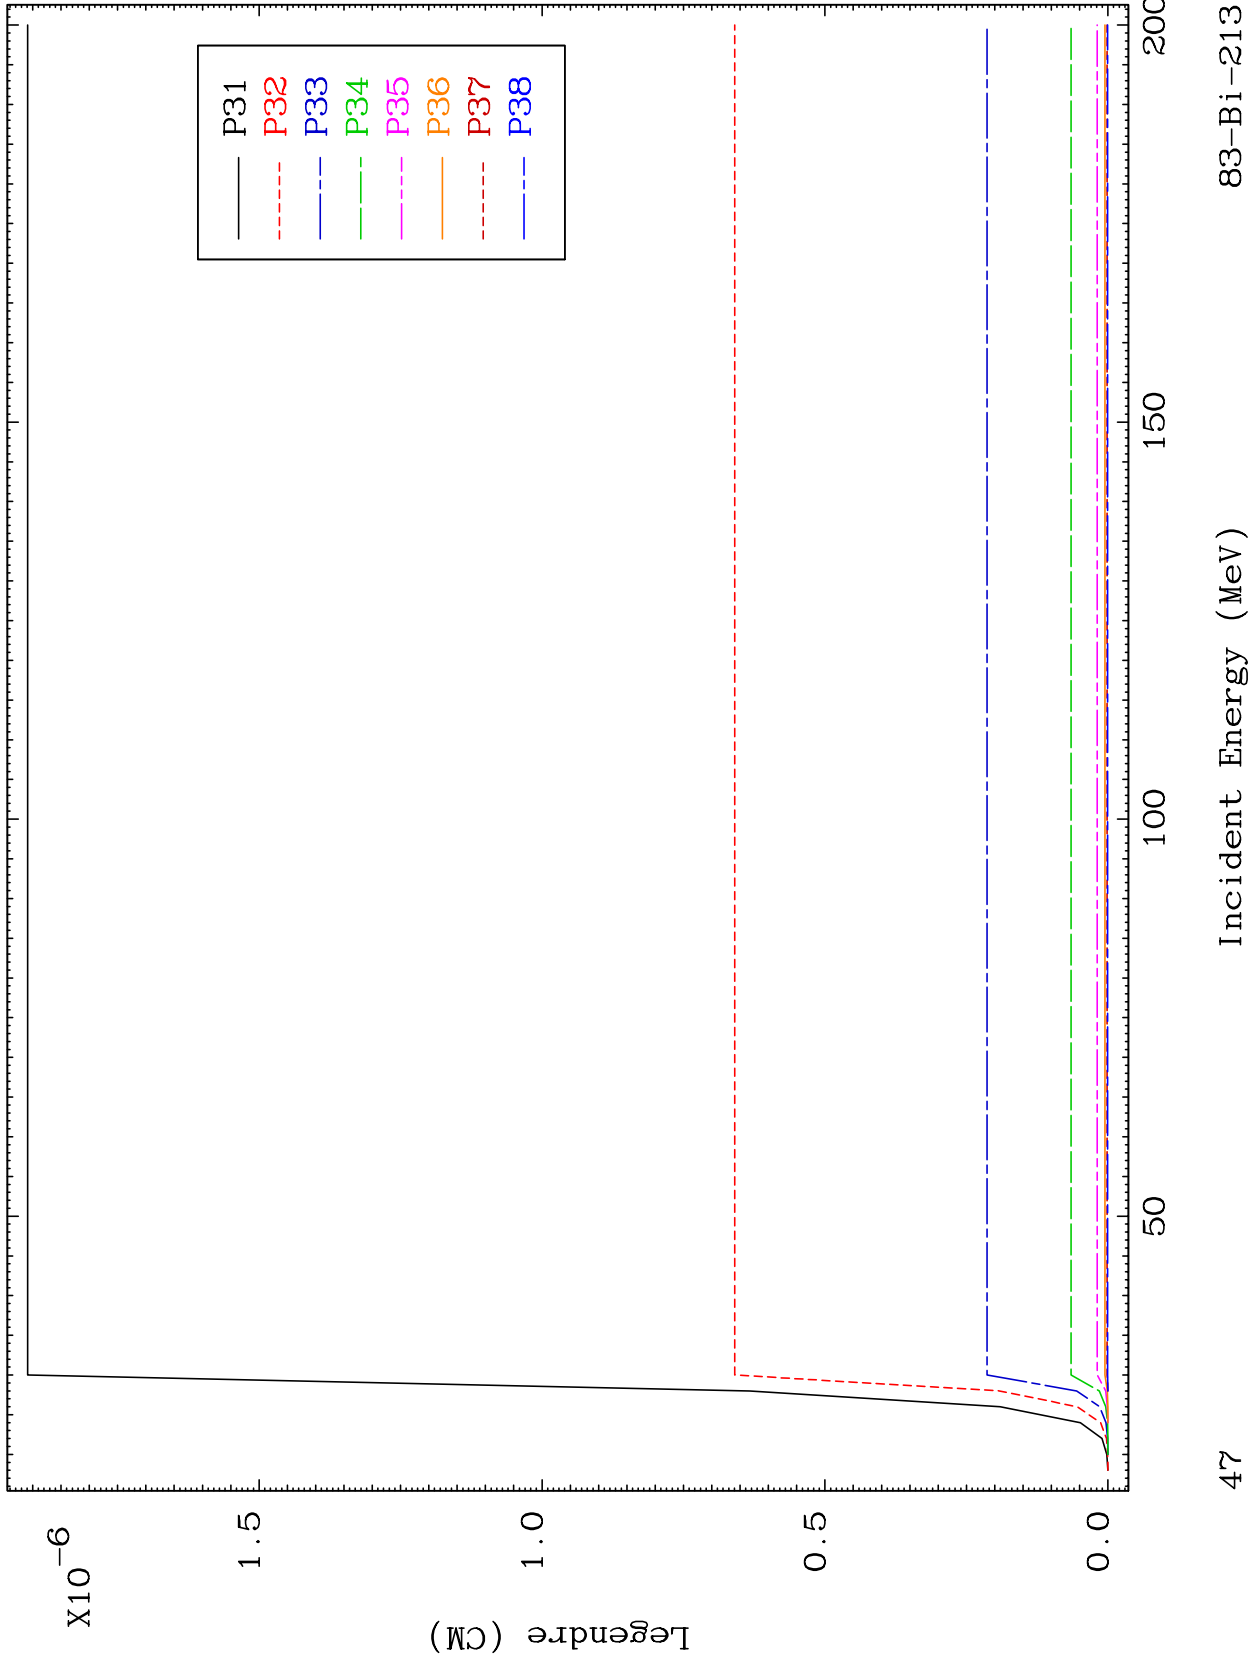 X10-6
1.5
1.0
0.5
0.0
Legendre (CM)
P31
P32
P33
P34
P35
P36
P37
P38
50
100
150
200
47
Incident Energy (MeV)
83-Bi-213